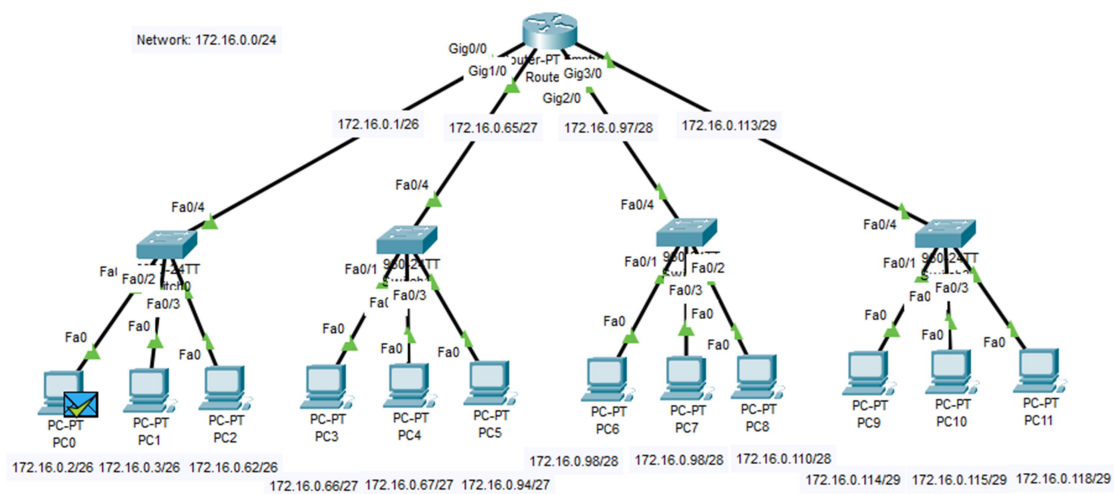 Network: 172.16.0.0/24
Gig0/0
Gig1/0
Route
Gig3/0
Gig2/0
172.16.0.1/26
172.16.0.65/27
172.16.0.97/28
172.16.0.113/29
Fa0/4
Fa0/4
Fa0/4
Fa0/4
Fa0/2
Fa0/3
Fa0/1
Fa0/3
Fa0/1
Fa0/2
Fa0/3
Fa0/1
Fa0/3
Fa0
Fa0
Fa0
Fa0
Fa0
Fa0
Fa0
Fa0
Fa0
Fa0
Fa0
Fa0
PC-PT
PC0
PC-PT
PC1
PC-PT
PC2
PC-PT
PC3
PC-PT
PC4
PC-PT
PC5
PC-PT
PC6
PC-PT
PC7
PC-PT
PC8
PC-PT
PC9
PC-PT
PC10
PC-PT
PC11
172.16.0.2/26
172.16.0.3/26
172.16.0.62/26
172.16.0.66/27
172.16.0.67/27
172.16.0.94/27
172.16.0.98/28
172.16.0.98/28
172.16.0.110/28
172.16.0.114/29
172.16.0.115/29
172.16.0.118/29